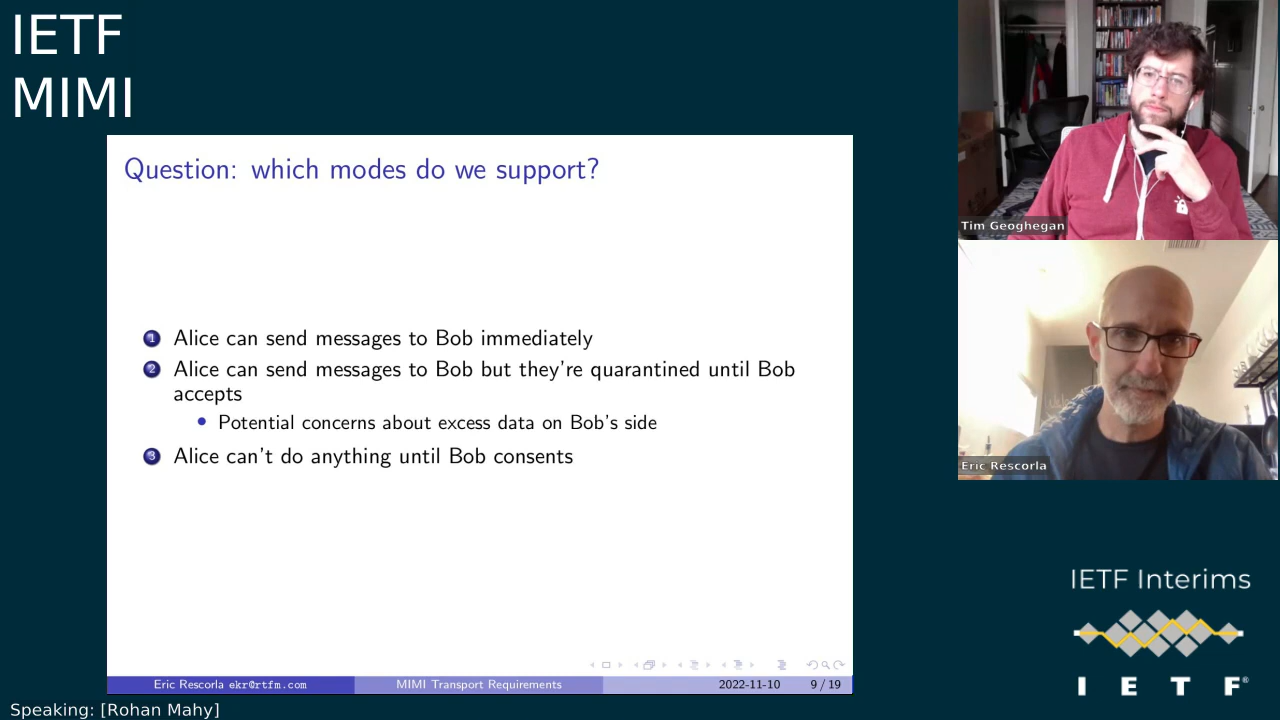 IETF
MIMI
Question: which modes do we support?
1 Alice can send messages to Bob immediately
2 Alice can send messages to Bob but they're quarantined until Bob
accepts
• Potential concerns about excess data on Bob's side
3 Alice can't do anything until Bob consents
Eric Rescorla ekr@rtfm.com MIMI Transport Requirements 2022-11-10 9 / 19
Tim Geoghegan
Eric Rescorla
IETF Interims
I E T F®
Speaking: [Rohan Mahy]